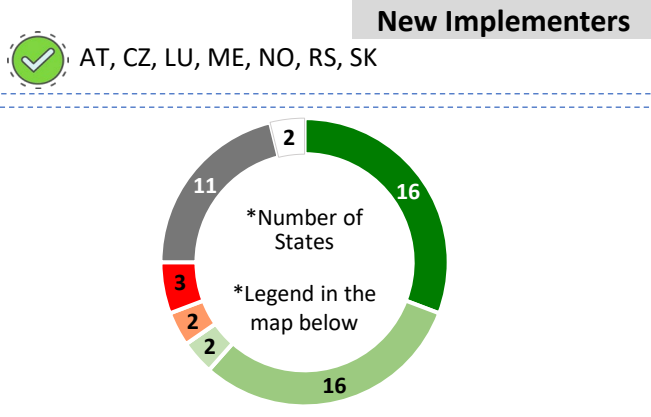 New Implementers
AT, CZ, LU, ME, NO, RS, SK
2
11
16
*Number of
States
3
*Legend in the
map below
2
2
16